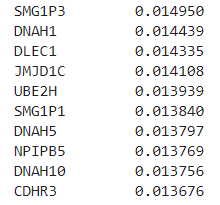 SMG1P3 0.014950
DNAH1 0.014439
DLEC1 0.014335
JMJD1C 0.014108
UBE2H 0.013939
SMG1P1 0.013840
DNAH5 0.013797
NPIPB5 0.013769
DNAH10 0.013756
CDHR3 0.013676